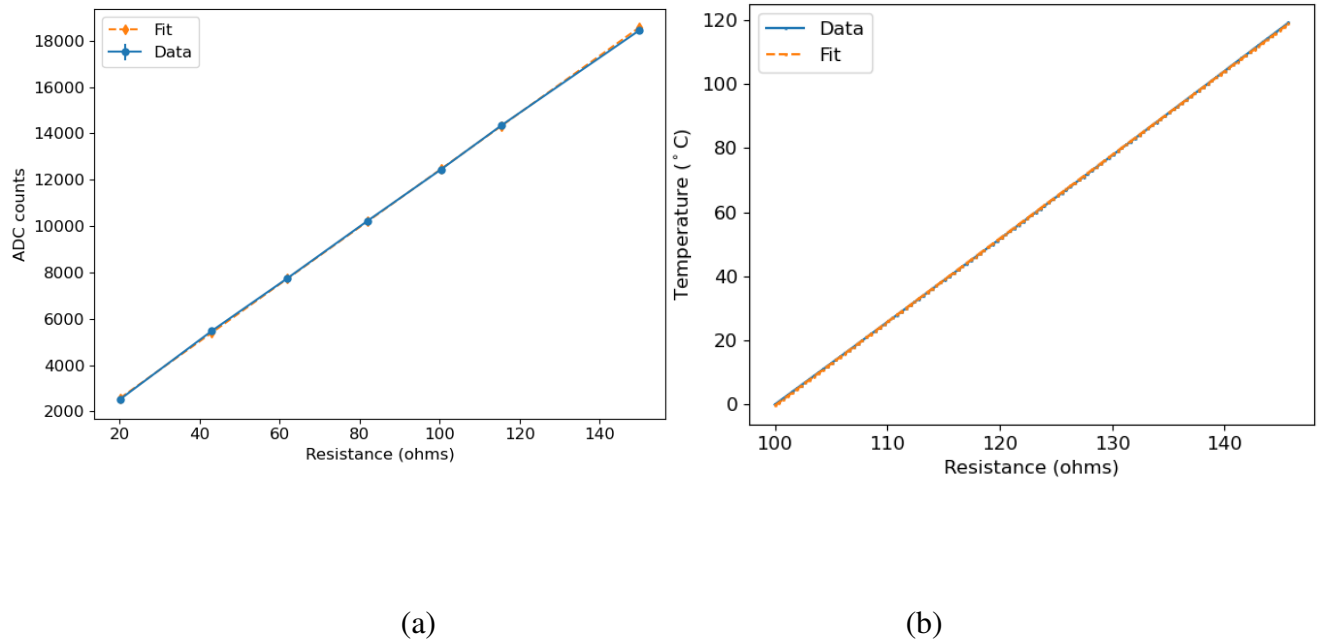 Fit
Data
18000
16000
14000
12000
10000
8000
6000
4000
2000
ADC counts
20 40 60 80 100 120 140
Resistance (ohms)
(a)
Data
Fit
120
100
80
60
40
20
0
Temperature (°C)
100 110 120 130 140
Resistance (ohms)
(b)